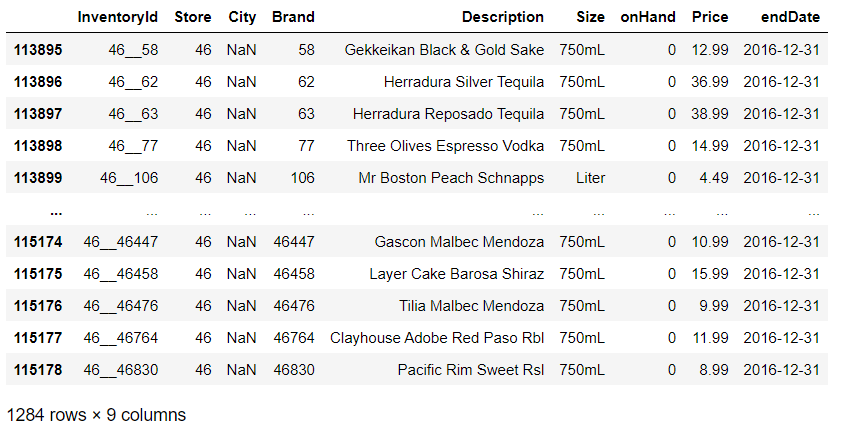 InventoryId Store City Brand Description Size onHand Price endDate
113895 46__58 46 NaN 58 Gekkeikan Black & Gold Sake 750mL 0 12.99 2016-12-31
113896 46__62 46 NaN 62 Herradura Silver Tequila 750mL 0 36.99 2016-12-31
113897 46__63 46 NaN 63 Herradura Reposado Tequila 750mL 0 38.99 2016-12-31
113898 46__77 46 NaN 77 Three Olives Espresso Vodka 750mL 0 14.99 2016-12-31
113899 46__106 46 NaN 106 Mr Boston Peach Schnapps Liter 0 4.49 2016-12-31
... ... ... ... ... ... ... ... ... ...
115174 46__46447 46 NaN 46447 Gascon Malbec Mendoza 750mL 0 10.99 2016-12-31
115175 46__46458 46 NaN 46458 Layer Cake Barosa Shiraz 750mL 0 15.99 2016-12-31
115176 46__46476 46 NaN 46476 Tilia Malbec Mendoza 750mL 0 9.99 2016-12-31
115177 46__46764 46 NaN 46764 Clayhouse Adobe Red Paso Rbl 750mL 0 11.99 2016-12-31
115178 46__46830 46 NaN 46830 Pacific Rim Sweet Rsl 750mL 0 8.99 2016-12-31
1284 rows × 9 columns